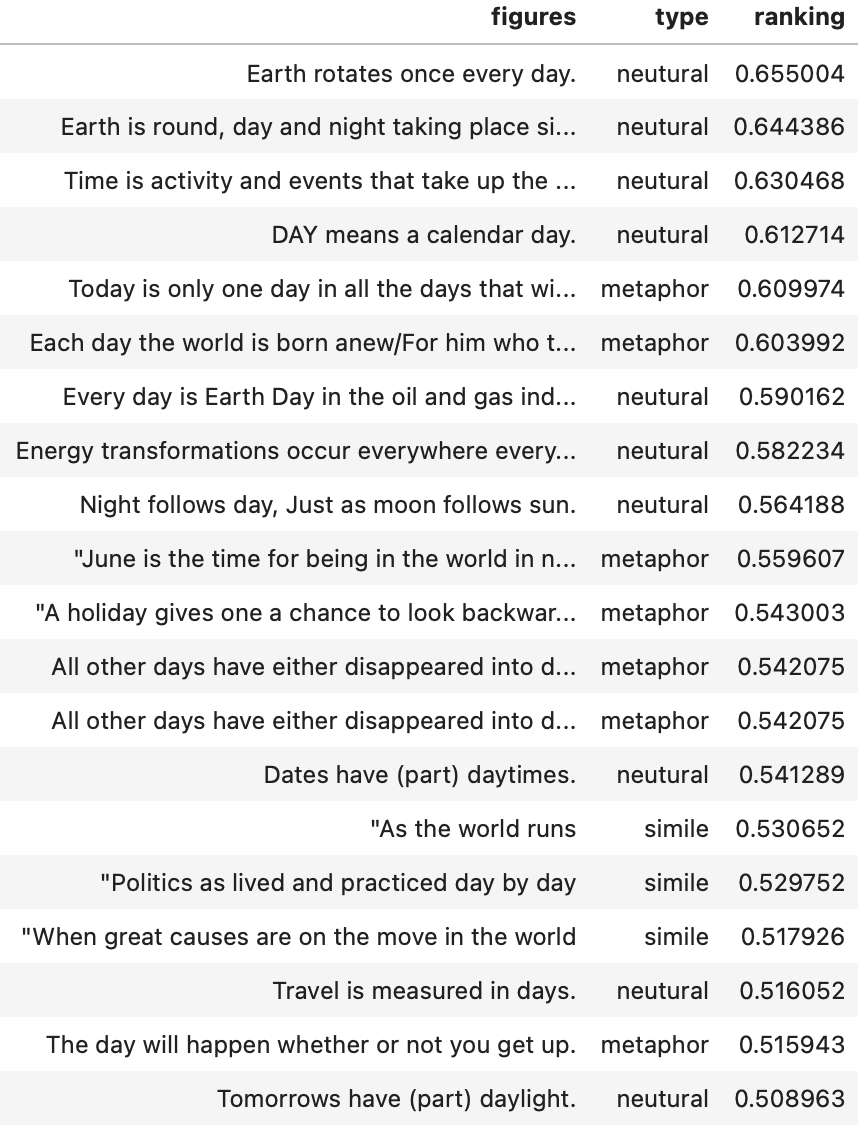 figures type ranking
Earth rotates once every day. neutural 0.655004
Earth is round, day and night taking place si... neutural 0.644386
Time is activity and events that take up the ... neutural 0.630468
DAY means a calendar day. neutural 0.612714
Today is only one day in all the days that wi... metaphor 0.609974
Each day the world is born anew/For him who t... metaphor 0.603992
Every day is Earth Day in the oil and gas ind... neutural 0.590162
Energy transformations occur everywhere every... neutural 0.582234
Night follows day, Just as moon follows sun. neutural 0.564188
"June is the time for being in the world in n... metaphor 0.559607
"A holiday gives one a chance to look backwar... metaphor 0.543003
All other days have either disappeared into d... metaphor 0.542075
All other days have either disappeared into d... metaphor 0.542075
Dates have (part) daytimes. neutural 0.541289
"As the world runs simile 0.530652
"Politics as lived and practiced day by day simile 0.529752
"When great causes are on the move in the world simile 0.517926
Travel is measured in days. neutural 0.516052
The day will happen whether or not you get up. metaphor 0.515943
Tomorrows have (part) daylight. neutural 0.508963